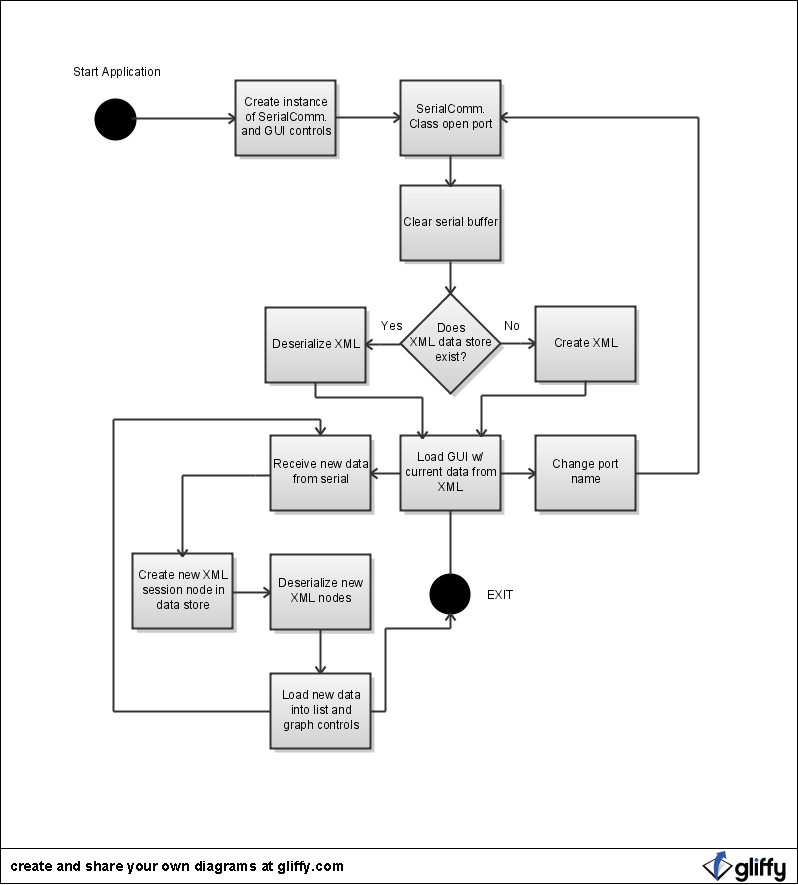 Start Application
Create instance
of SerialComm.
and GUI controls
SerialComm.
Class open port
Clear serial buffer
Does
XML data store
exist?
Yes
No
Deserialize XML
Create XML
Receive new data
from serial
Load GUI w/
current data from
XML
Change port
name
Create new XML
session node in
data store
Deserialize new
XML nodes
EXIT
Load new data
into list and
graph controls
create and share your own diagrams at gliffy.com
gliffy